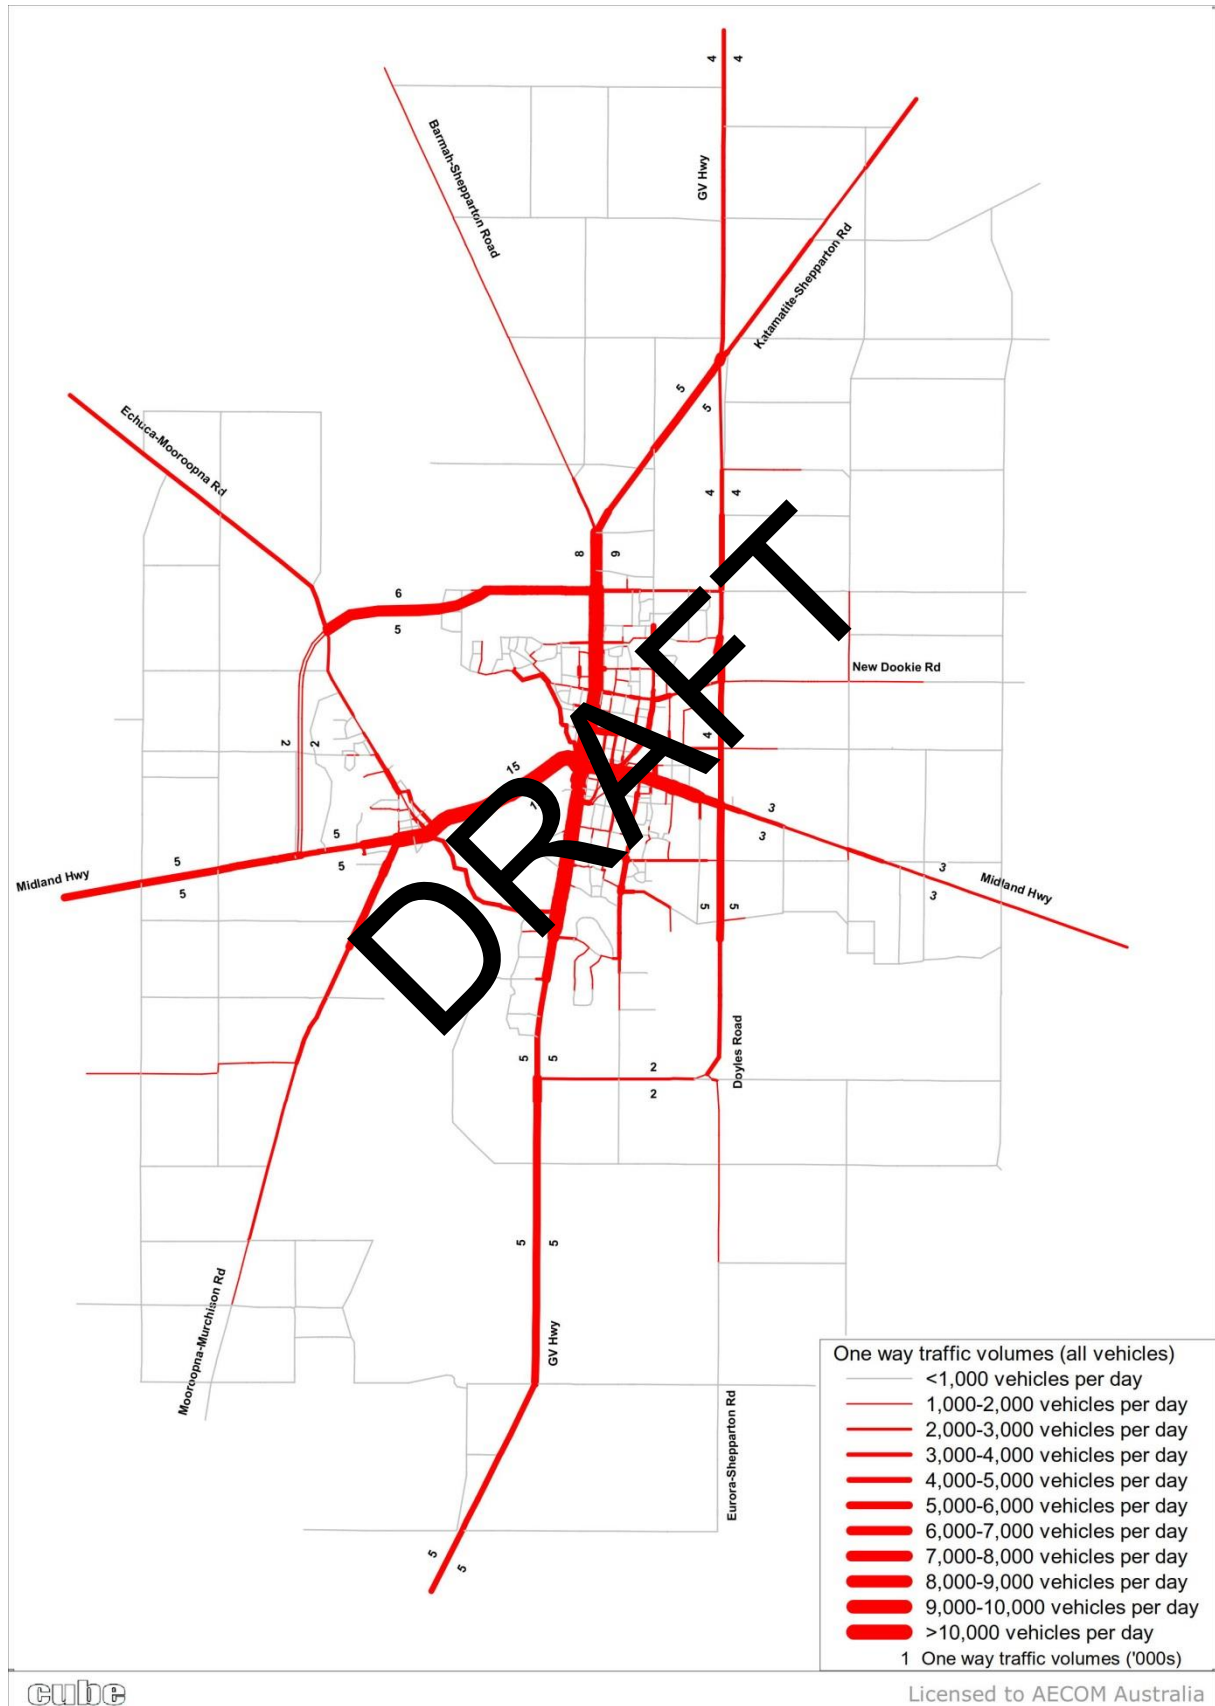 4 4
Barmah-Shepparton Road
GV Hwy
Katamatite-Shepparton Rd
5
5
Echuca-Mooroopna Rd
4 4
8 9
6
5
New Dookie Rd
2 2
4
15
3
3
5
5
5
5
Midland Hwy
3
3
Midland Hwy
5 5
DRAFT
Doyles Road
5 5
2
2
5 5
Mooroopna-Murchison Rd
GV Hwy
Eurora-Shepparton Rd
5
5
One way traffic volumes (all vehicles)
<1,000 vehicles per day
1,000-2,000 vehicles per day
2,000-3,000 vehicles per day
3,000-4,000 vehicles per day
4,000-5,000 vehicles per day
5,000-6,000 vehicles per day
6,000-7,000 vehicles per day
7,000-8,000 vehicles per day
8,000-9,000 vehicles per day
9,000-10,000 vehicles per day
>10,000 vehicles per day
1 One way traffic volumes ('000s)
cube
Licensed to AECOM Australia